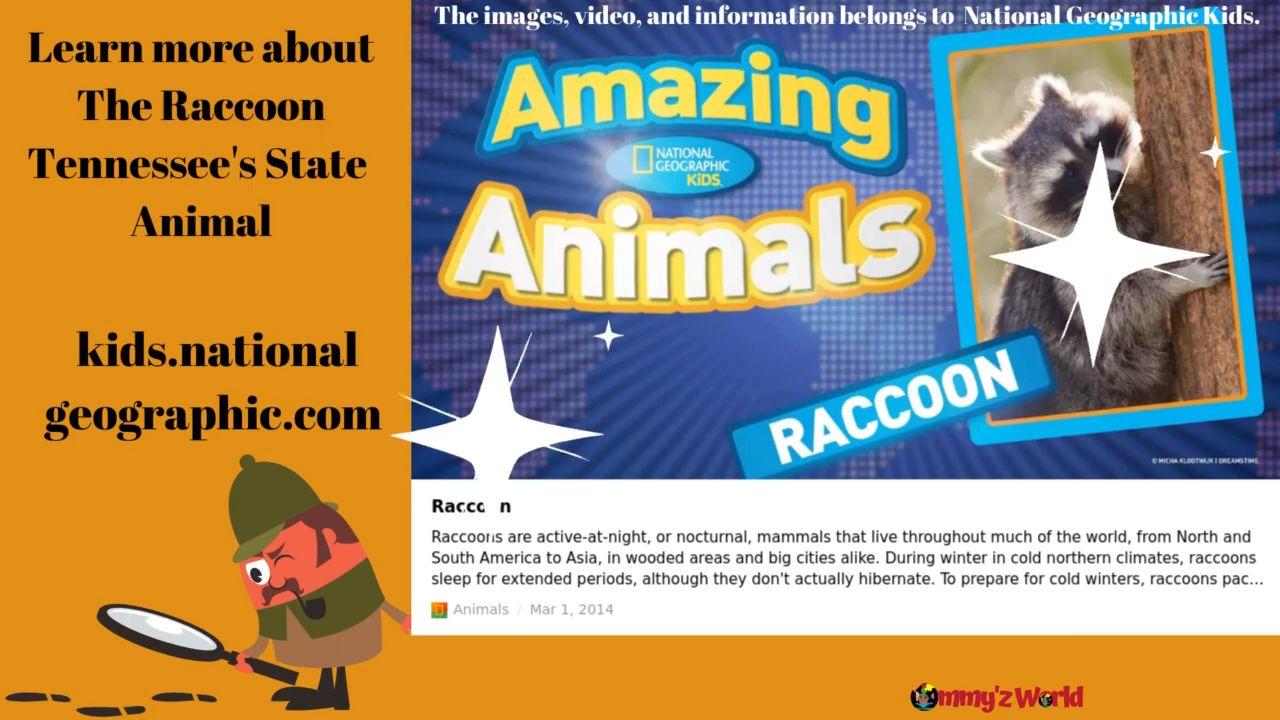 Learn more about
The Raccoon
Tennessee's State
Animal
kids.national
geographic.com
The images, video, and information belongs to National Geographic Kids.
Amazing
NATIONAL
GEOGRAPHIC
KiDS
Animals
RACCOON
© MICHA KLOOTWIJK | DREAMSTIME
Racco n
Raccoons are active-at-night, or nocturnal, mammals that live throughout much of the world, from North and
South America to Asia, in wooded areas and big cities alike. During winter in cold northern climates, raccoons
sleep for extended periods, although they don't actually hibernate. To prepare for cold winters, raccoons pac...
Animals / Mar 1, 2014
mmy'z World